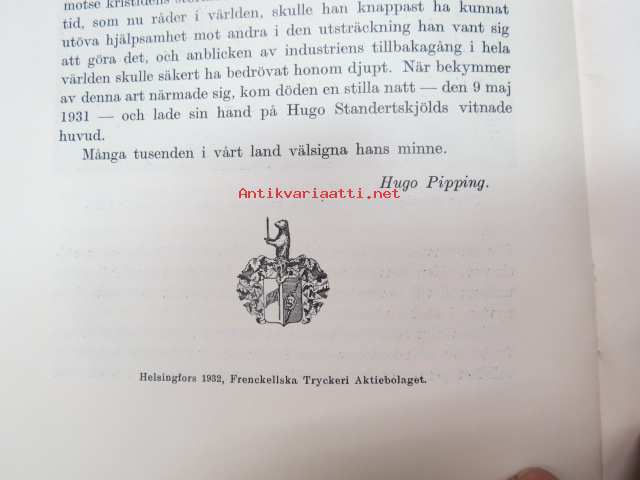 motse kristidens
tid, som nu råder i världen, skulle han knappast ha kunnat
utöva hjälpsamhet mot andra i den utsträckning han vant sig
att göra det, och anblicken av industriens tillbakagång i hela
världen skulle säkert ha bedrövat honom djupt. När bekymmer
av denna art närmade sig, kom döden en stilla natt — den 9 maj
1931 — och lade sin hand på Hugo Standertskjölds vitnade
huvud.
Många tusenden i vårt land välsigna hans minne.
Hugo Pipping.
Antikvariaatti.net
Helsingfors 1932, Frenckellska Tryckeri Aktiebolaget.